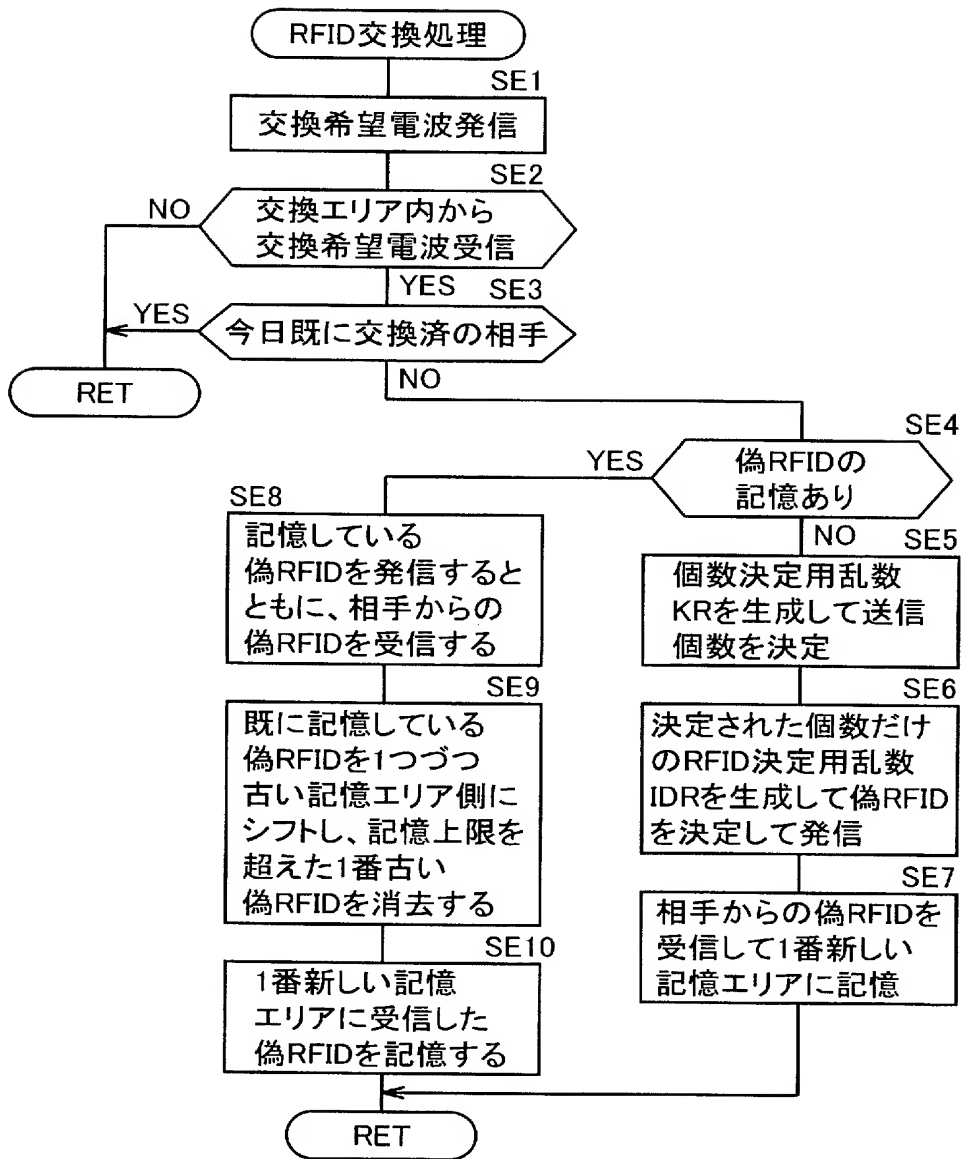 RFID交換処理
SE1
交換希望電波発信
SE2
NO
交換エリア内から
交換希望電波受信
YES
SE3
YES
今日既に交換済の相手
NO
RET
SE4
YES
偽RFIDの
記憶あり
NO
SE8
記憶している
偽RFIDを発信すると
ともに、相手からの
偽RFIDを受信する
SE5
個数決定用乱数
KRを生成して送信
個数を決定
SE9
既に記憶している
偽RFIDを1つづつ
古い記憶エリア側に
シフトし、記憶上限を
超えた1番古い
偽RFIDを消去する
SE6
決定された個数だけ
のRFID決定用乱数
IDRを生成して偽RFID
を決定して発信
SE7
相手からの偽RFIDを
受信して1番新しい
記憶エリアに記憶
SE10
1番新しい記憶
エリアに受信した
偽RFIDを記憶する
RET